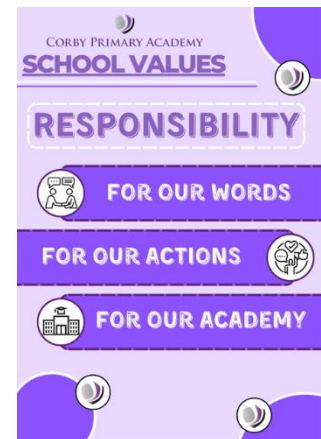 CORBY PRIMARY ACADEMY
SCHOOL VALUES
RESPONSIBILITY
FOR OUR WORDS
FOR OUR ACTIONS
FOR OUR ACADEMY